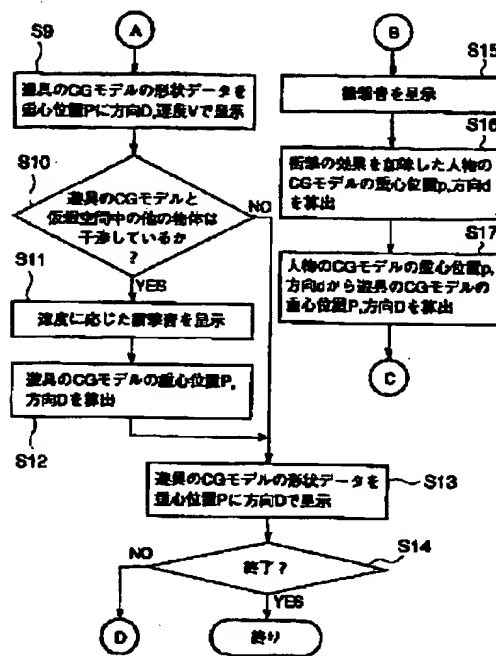 A
S9
遊具のCGモデルの形状データを
重心位置Pに方向D,速度Vで呈示
S10
遊具のCGモデルと
仮想空間中の他の物体は
干渉しているか
?
NO
YES
S11
速度に応じた衝撃音を呈示
遊具のCGモデルの重心位置P,
方向Dを算出
S12
遊具のCGモデルの形状データを
重心位置Pに方向Dで呈示
S13
終了?
S14
NO
YES
D
終り
B
S15
衝撃音を呈示
S16
衝撃の効果を加味した人物の
CGモデルの重心位置p,方向d
を算出
S17
人物のCGモデルの重心位置p,
方向dから遊具のCGモデルの
重心位置P,方向Dを算出
C